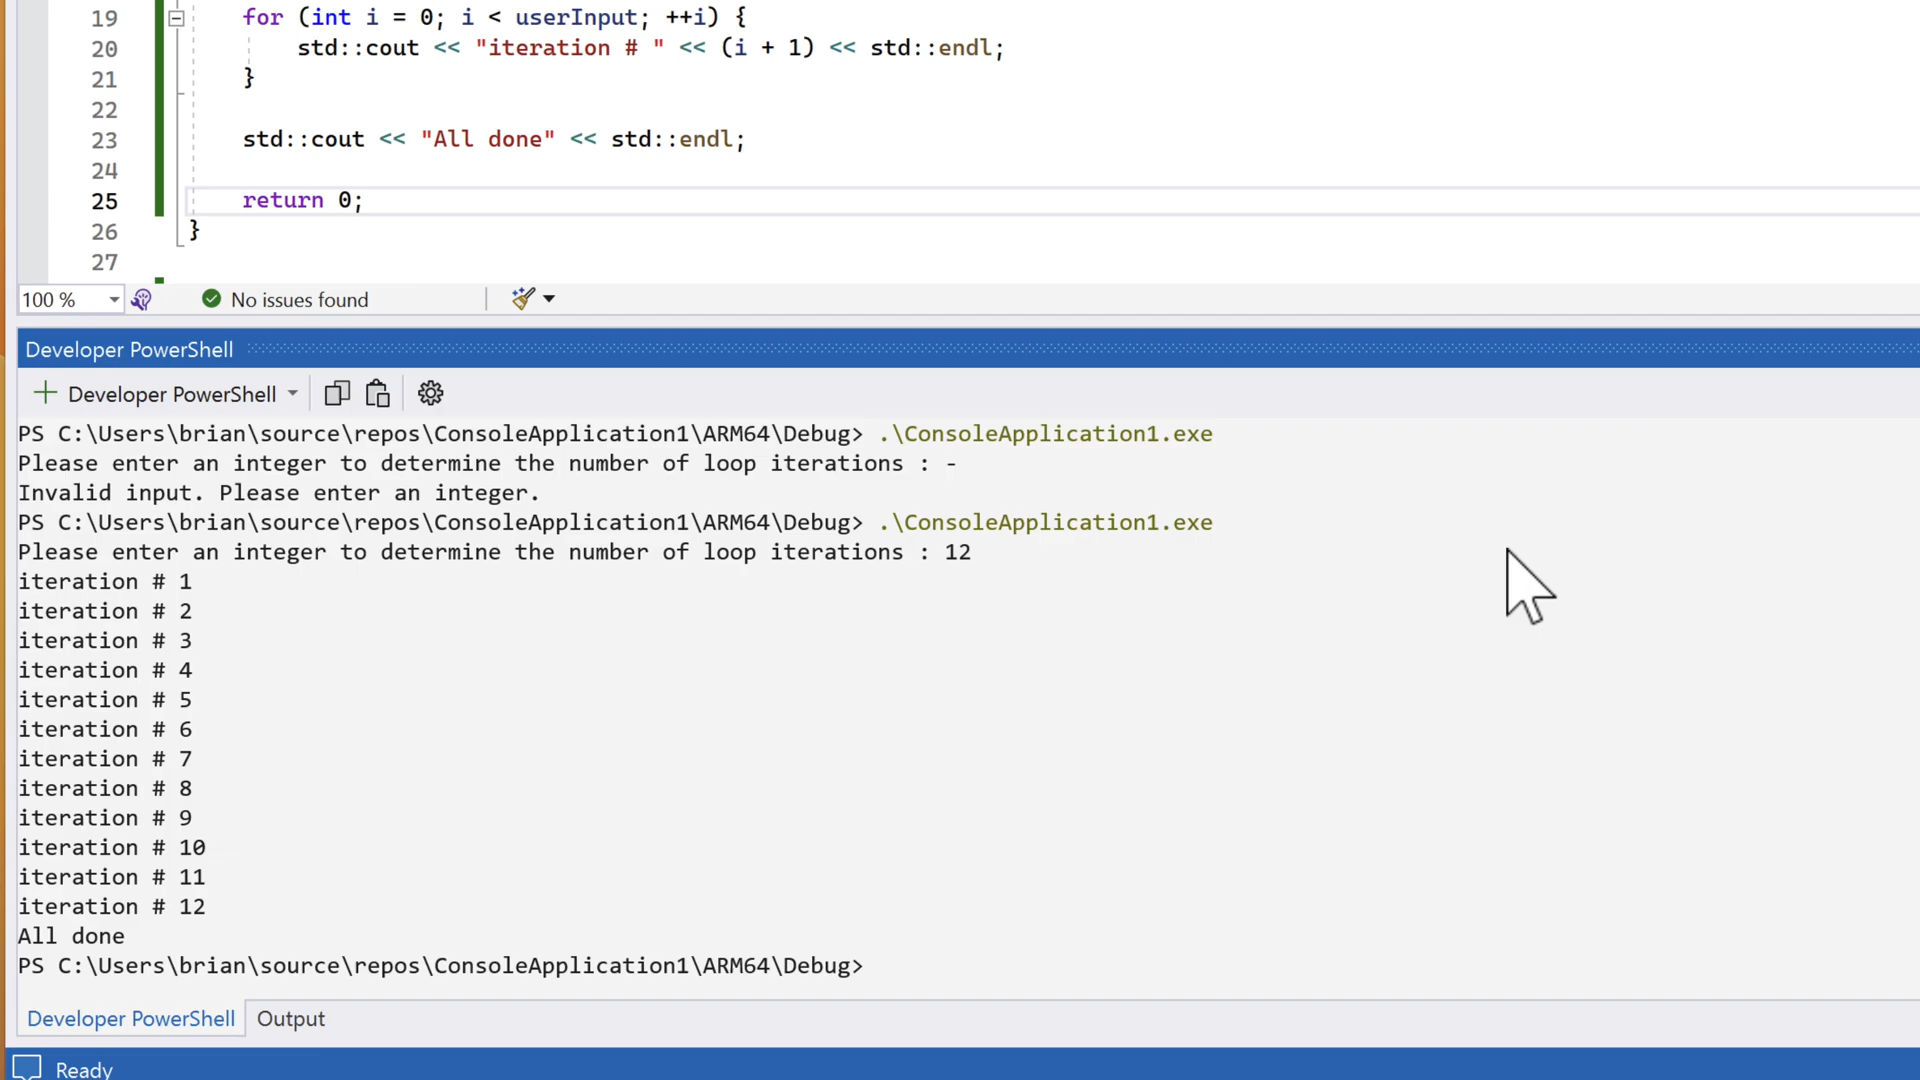 19 for (int i = 0; i < userInput; ++i) {
20 std::cout << "iteration # " << (i + 1) << std::endl;
21 }
22
23 std::cout << "All done" << std::endl;
24
25 return 0;
26 }
27
100 % No issues found
Developer PowerShell
Developer PowerShell
PS C:\Users\brian\source\repos\ConsoleApplication1\ARM64\Debug> .\ConsoleApplication1.exe
Please enter an integer to determine the number of loop iterations : -
Invalid input. Please enter an integer.
PS C:\Users\brian\source\repos\ConsoleApplication1\ARM64\Debug> .\ConsoleApplication1.exe
Please enter an integer to determine the number of loop iterations : 12
iteration # 1
iteration # 2
iteration # 3
iteration # 4
iteration # 5
iteration # 6
iteration # 7
iteration # 8
iteration # 9
iteration # 10
iteration # 11
iteration # 12
All done
PS C:\Users\brian\source\repos\ConsoleApplication1\ARM64\Debug>
Developer PowerShell Output
Ready